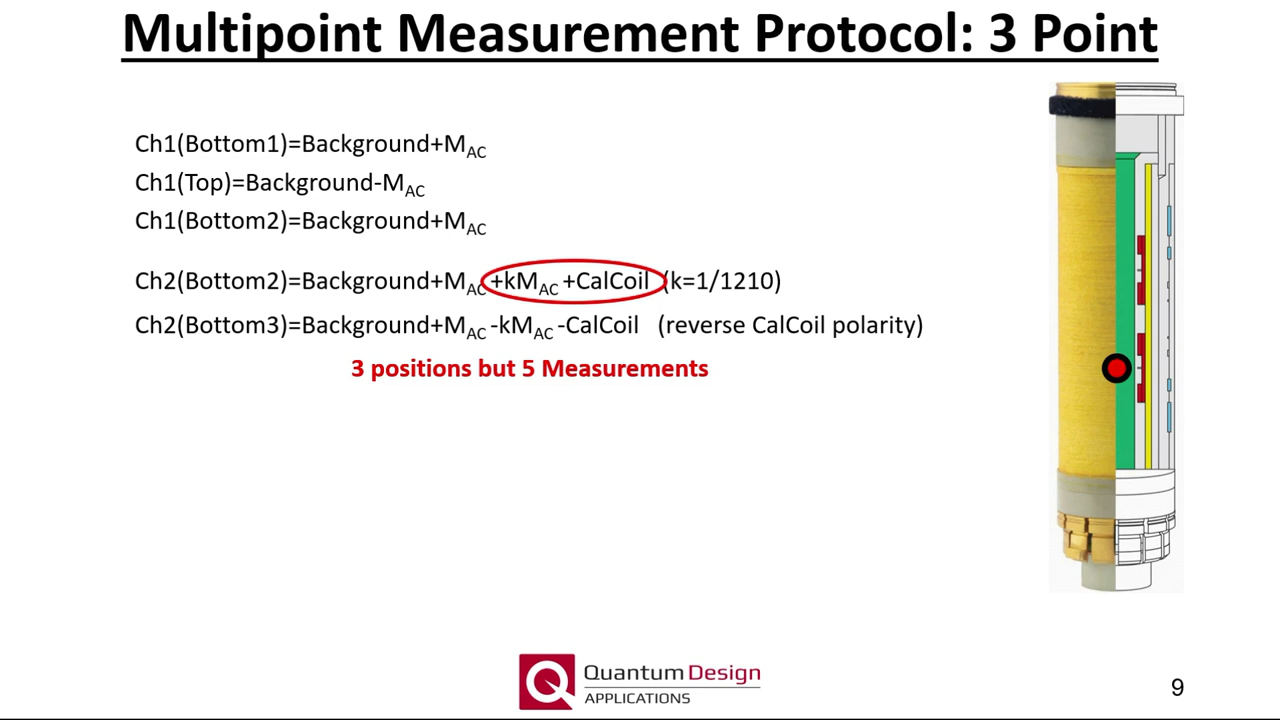 Multipoint Measurement Protocol: 3 Point
Ch1(Bottom1)=Background+MAC
Ch1(Top)=Background-MAC
Ch1(Bottom2)=Background+MAC
Ch2(Bottom2)=Background+MAC +kMAC +CalCoil (k=1/1210)
Ch2(Bottom3)=Background+MAC -kMAC -CalCoil (reverse CalCoil polarity)
3 positions but 5 Measurements
Quantum Design
APPLICATIONS
9